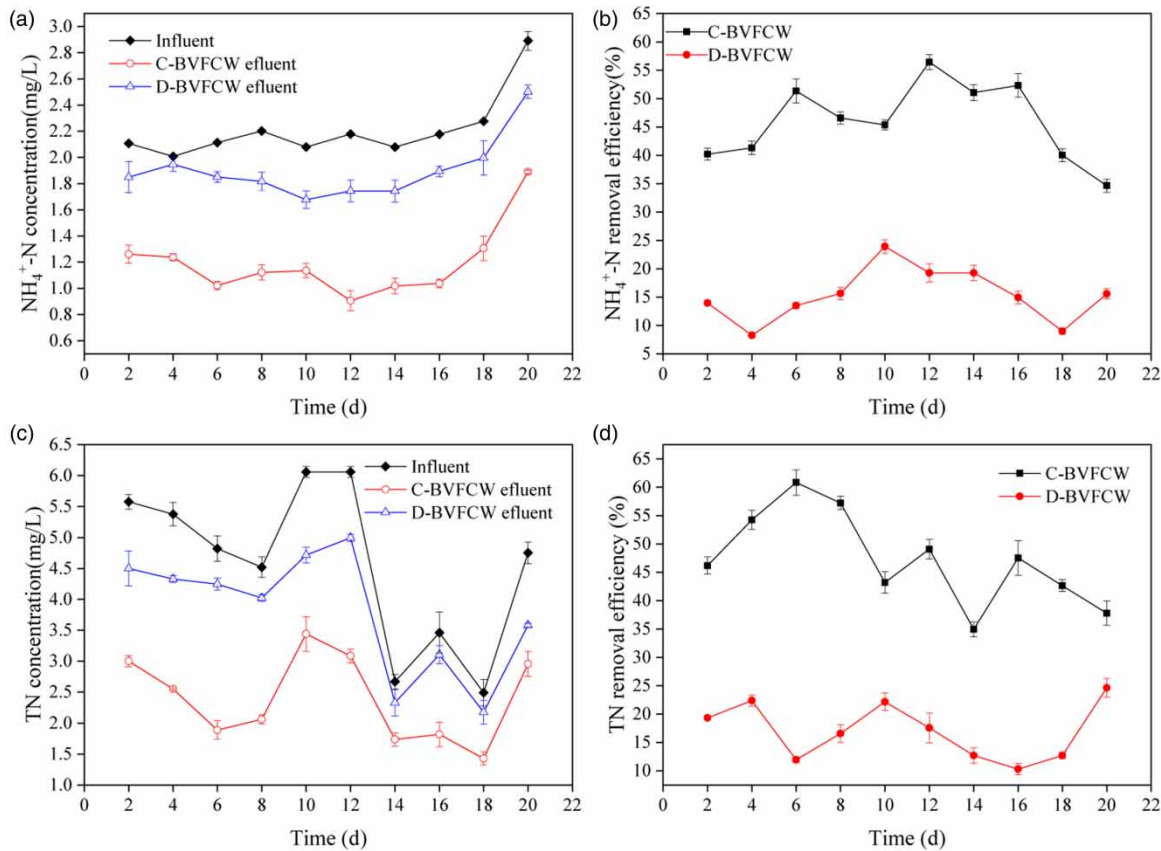 (a)
NH4+-N concentration(mg/L)
3.0
2.8
2.6
2.4
2.2
2.0
1.8
1.6
1.4
1.2
1.0
0.8
0.6
Influent
C-BVFCW efluent
D-BVFCW efluent
0 2 4 6 8 10 12 14 16 18 20 22
Time (d)
(b)
NH4+-N removal efficiency(%)
65
60
55
50
45
40
35
30
25
20
15
10
5
C-BVFCW
D-BVFCW
0 2 4 6 8 10 12 14 16 18 20 22
Time (d)
(c)
TN concentration(mg/L)
6.5
6.0
5.5
5.0
4.5
4.0
3.5
3.0
2.5
2.0
1.5
1.0
Influent
C-BVFCW efluent
D-BVFCW efluent
0 2 4 6 8 10 12 14 16 18 20 22
Time (d)
(d)
TN removal efficiency (%)
65
60
55
50
45
40
35
30
25
20
15
10
C-BVFCW
D-BVFCW
0 2 4 6 8 10 12 14 16 18 20 22
Time (d)